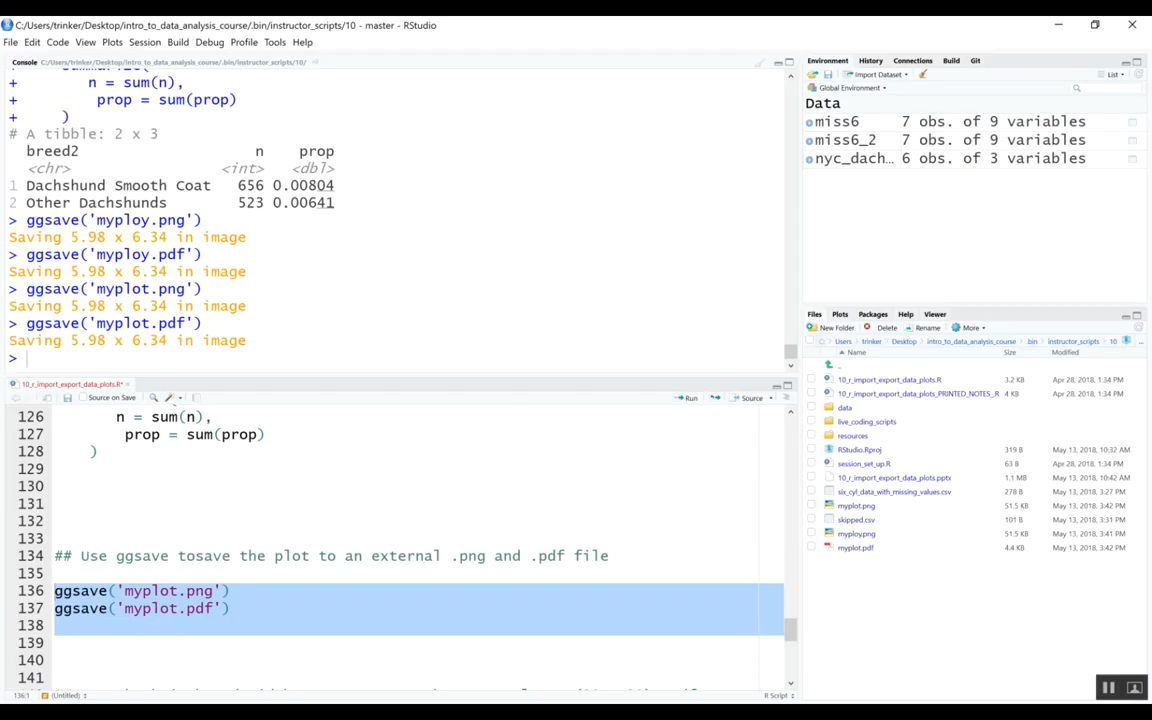 C:/Users/trinker/Desktop/intro_to_data_analysis_course/.bin/instructor_scripts/10 - master - RStudio
File Edit Code View Plots Session Build Debug Profile Tools Help
Console C:/Users/trinker/Desktop/intro_to_data_analysis_course/.bin/instructor_scripts/10/
+ n = sum(n),
+ prop = sum(prop)
+ )
# A tibble: 2 x 3
breed2 n prop
<chr> <int> <dbl>
1 Dachshund Smooth Coat 656 0.00804
2 Other Dachshunds 523 0.00641
> ggsave('myploy.png')
Saving 5.98 x 6.34 in image
> ggsave('myploy.pdf')
Saving 5.98 x 6.34 in image
> ggsave('myplot.png')
Saving 5.98 x 6.34 in image
> ggsave('myplot.pdf')
Saving 5.98 x 6.34 in image
>
10_r_import_export_data_plots.R*
Source on Save Run Source
126 n = sum(n),
127 prop = sum(prop)
128 )
129
130
131
132
133
134 ## Use ggsave tosave the plot to an external .png and .pdf file
135
136 ggsave('myplot.png')
137 ggsave('myplot.pdf')
138
139
140
141
136:1 (Untitled) R Script
Environment History Connections Build Git
Import Dataset List
Global Environment
Data
miss6 7 obs. of 9 variables
miss6_2 7 obs. of 9 variables
nyc_dach... 6 obs. of 3 variables
Files Plots Packages Help Viewer
New Folder Delete Rename More
C: Users trinker Desktop intro_to_data_analysis_course .bin instructor_scripts 10 ...
Name Size Modified
..
10_r_import_export_data_plots.R 3.2 KB Apr 28, 2018, 1:34 PM
10_r_import_export_data_plots_PRINTED_NOTES_.R 4 KB Apr 28, 2018, 1:34 PM
data
live_coding_scripts
resources
RStudio.Rproj 319 B May 13, 2018, 10:32 AM
session_set_up.R 63 B Apr 28, 2018, 1:34 PM
10_r_import_export_data_plots.pptx 1.1 MB May 13, 2018, 10:42 AM
six_cyl_data_with_missing_values.csv 278 B May 13, 2018, 3:27 PM
myplot.png 51.5 KB May 13, 2018, 3:42 PM
skipped.csv 101 B May 13, 2018, 3:31 PM
myploy.png 51.5 KB May 13, 2018, 3:41 PM
myplot.pdf 4.4 KB May 13, 2018, 3:42 PM